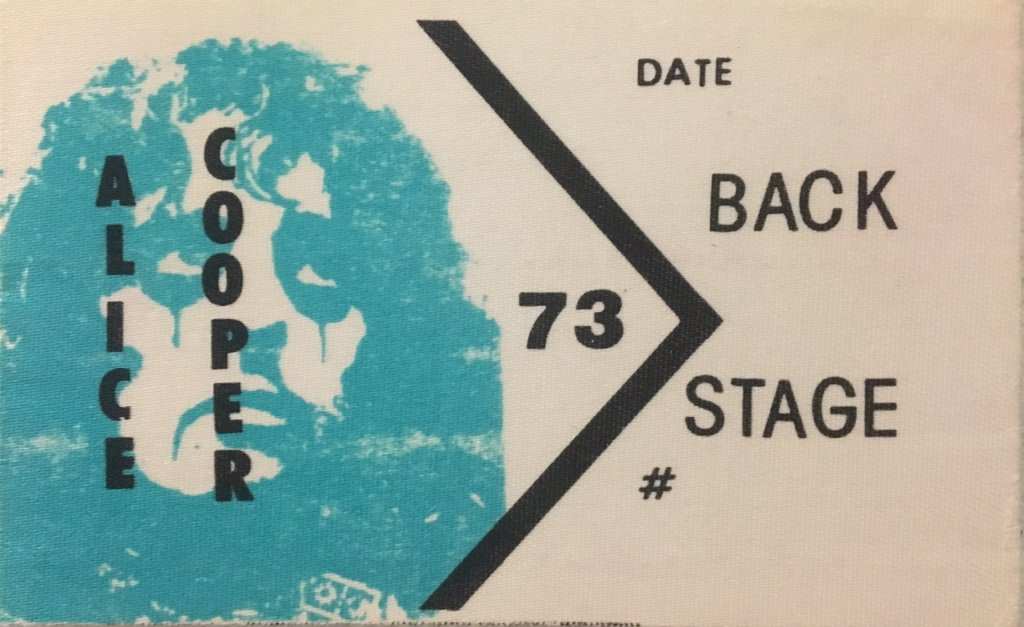 ALICE
COOPER
73
DATE
BACK
STAGE
#